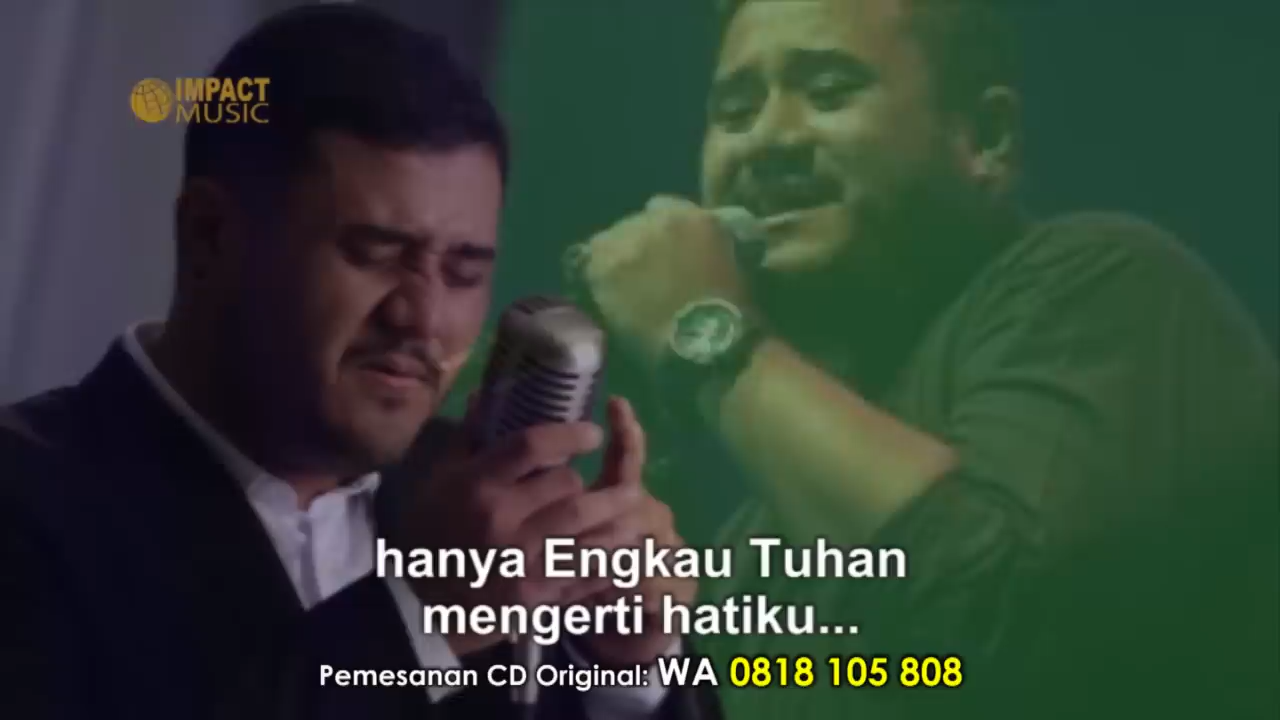 IMPACT
MUSIC
hanya Engkau Tuhan
mengerti hatiku...
Pemesanan CD Original: WA 0818 105 808